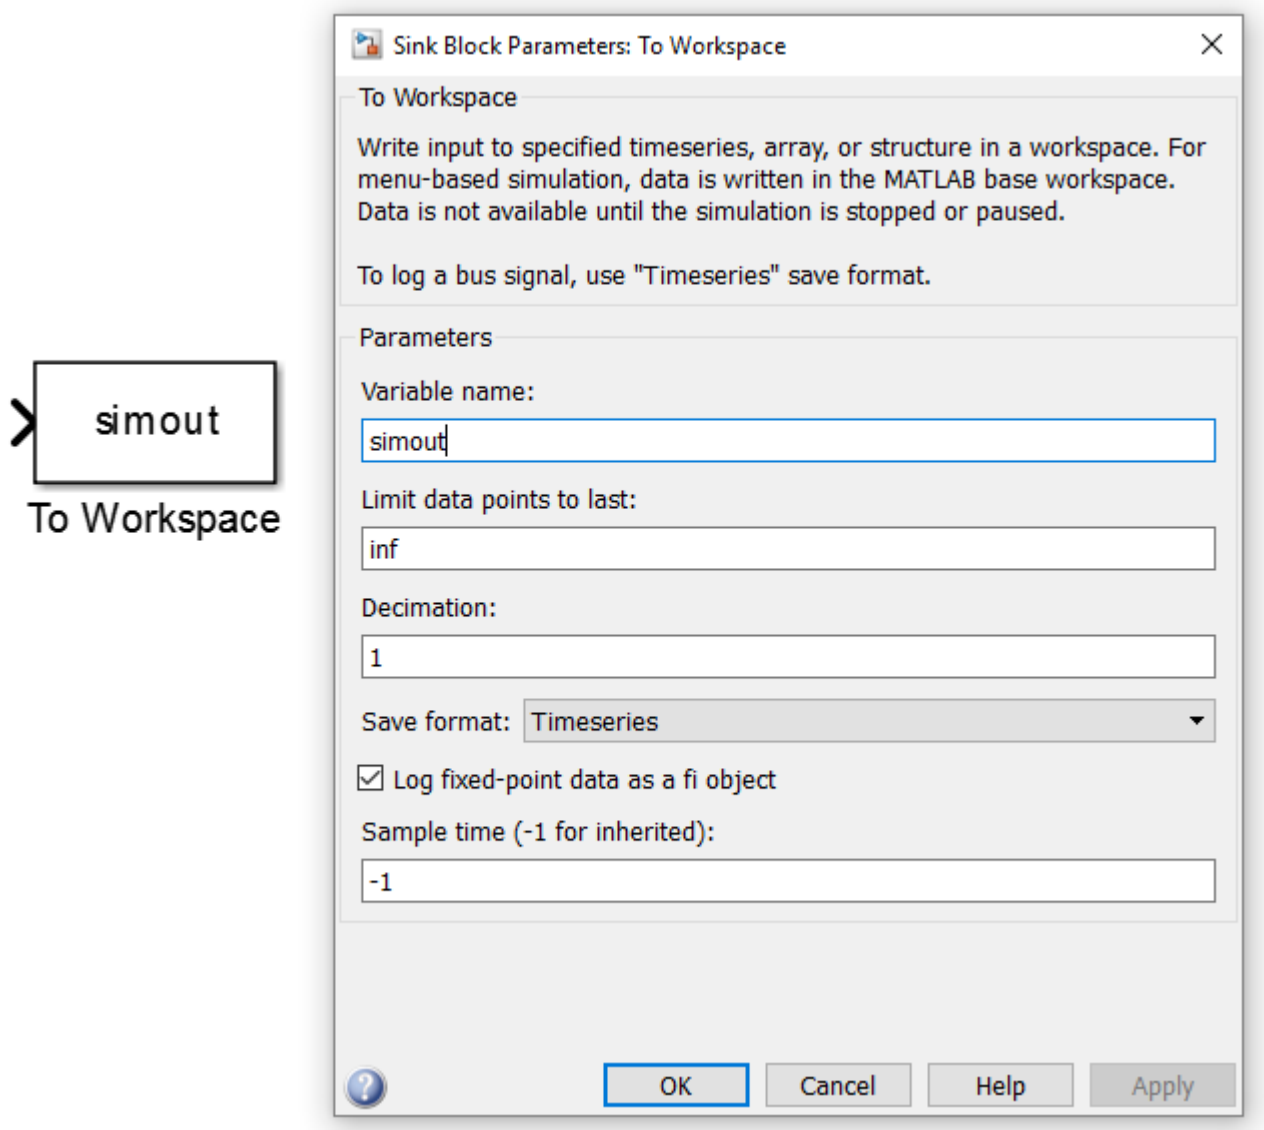 Sink Block Parameters: To Workspace
To Workspace
Write input to specified timeseries, array, or structure in a workspace. For
menu-based simulation, data is written in the MATLAB base workspace.
Data is not available until the simulation is stopped or paused.
To log a bus signal, use "Timeseries" save format.
Parameters
Variable name:
simout
Limit data points to last:
inf
Decimation:
1
Save format: Timeseries
Log fixed-point data as a fi object
Sample time (-1 for inherited):
-1
? OK Cancel Help Apply
simout
To Workspace